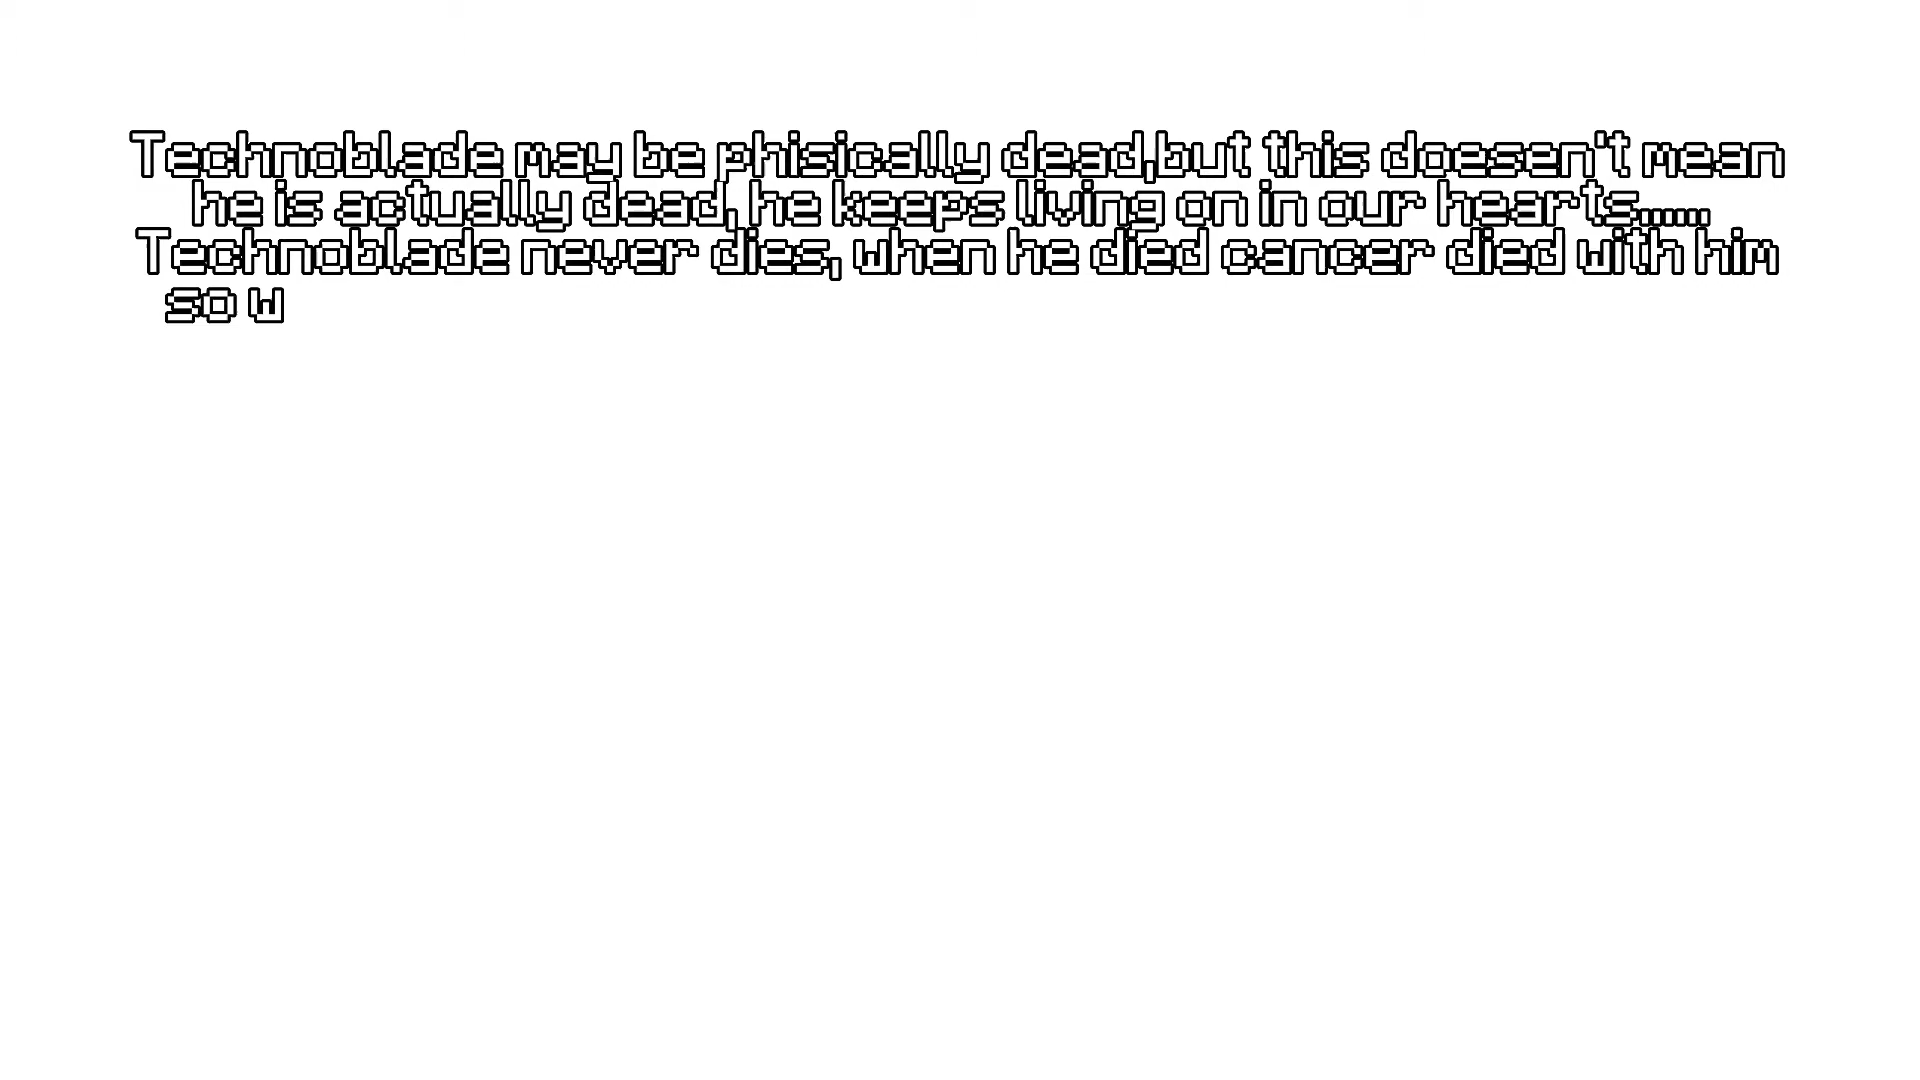 Technoblade may be phisically dead,but this doesen't mean
he is actually dead, he keeps living on in our hearts......
Technoblade never dies, when he died cancer died with him
so w